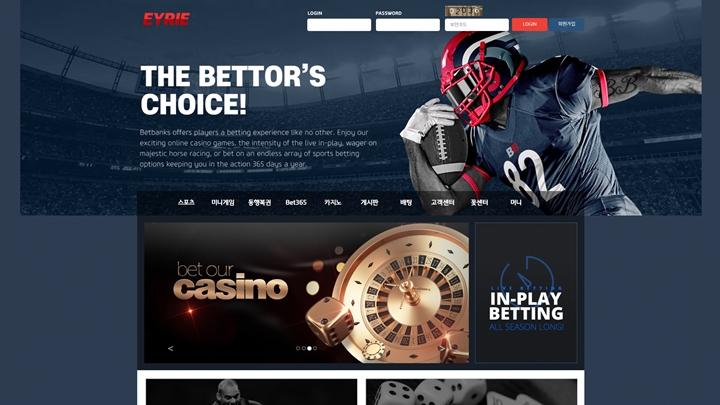 EYRIE
LOGIN
PASSWORD
보안코드
LOGIN
회원가입
THE BETTOR'S
CHOICE!
Betbanks offers players a betting experience like no other. Enjoy our
exciting online casino games, the intensity of the live in-play, wager on
majestic horse racing, or bet on an endless array of sports betting
options keeping you in the action 365 days a year.
BB
82
스포츠 미니게임 동행복권 Bet365 카지노 게시판 배팅 고객센터 꽃센터 머니
bet our
casino
LIVE BETTING
IN-PLAY
BETTING
ALL SEASON LONG!